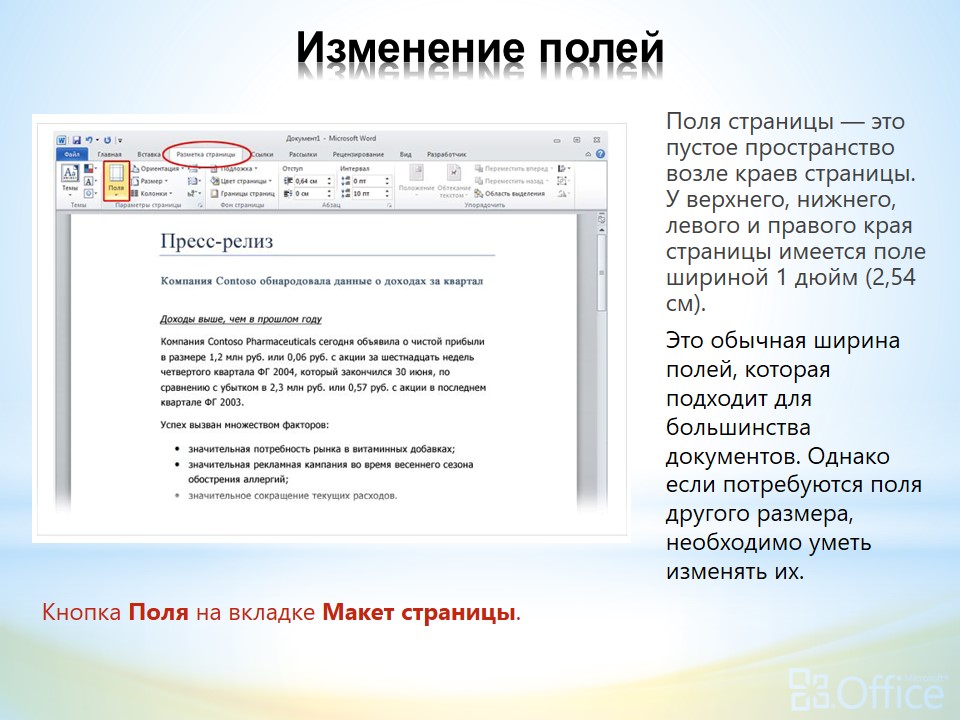 Изменение полей
Документ1 - Microsoft Word
Файл Главная Вставка Разметка страницы Ссылки Рассылки Рецензирование Вид Разработчик
Темы
Поля
Ориентация
Размер
Колонки
Подложка
Цвет страницы
Границы страниц
Отступ
0,64 см
0 см
Интервал
0 пт
10 пт
Положение
Обтекание текстом
Переместить вперед
Переместить назад
Область выделения
Темы Параметры страницы Фон страницы Абзац Упорядочить
Пресс-релиз
Компания Contoso обнародовала данные о доходах за квартал
Доходы выше, чем в прошлом году
Компания Contoso Pharmaceuticals сегодня объявила о чистой прибыли
в размере 1,2 млн руб. или 0,06 руб. с акции за шестнадцать недель
четвертого квартала ФГ 2004, который закончился 30 июня, по
сравнению с убытком в 2,3 млн руб. или 0,57 руб. с акции в последнем
квартале ФГ 2003.
Успех вызван множеством факторов:
• значительная потребность рынка в витаминных добавках;
• значительная рекламная кампания во время весеннего сезона
обострения аллергий;
• значительное сокращение текущих расходов.
Поля страницы — это
пустое пространство
возле краев страницы.
У верхнего, нижнего,
левого и правого края
страницы имеется поле
шириной 1 дюйм (2,54
см).
Это обычная ширина
полей, которая
подходит для
большинства
документов. Однако
если потребуются поля
другого размера,
необходимо уметь
изменять их.
Кнопка Поля на вкладке Макет страницы.
Microsoft
Office